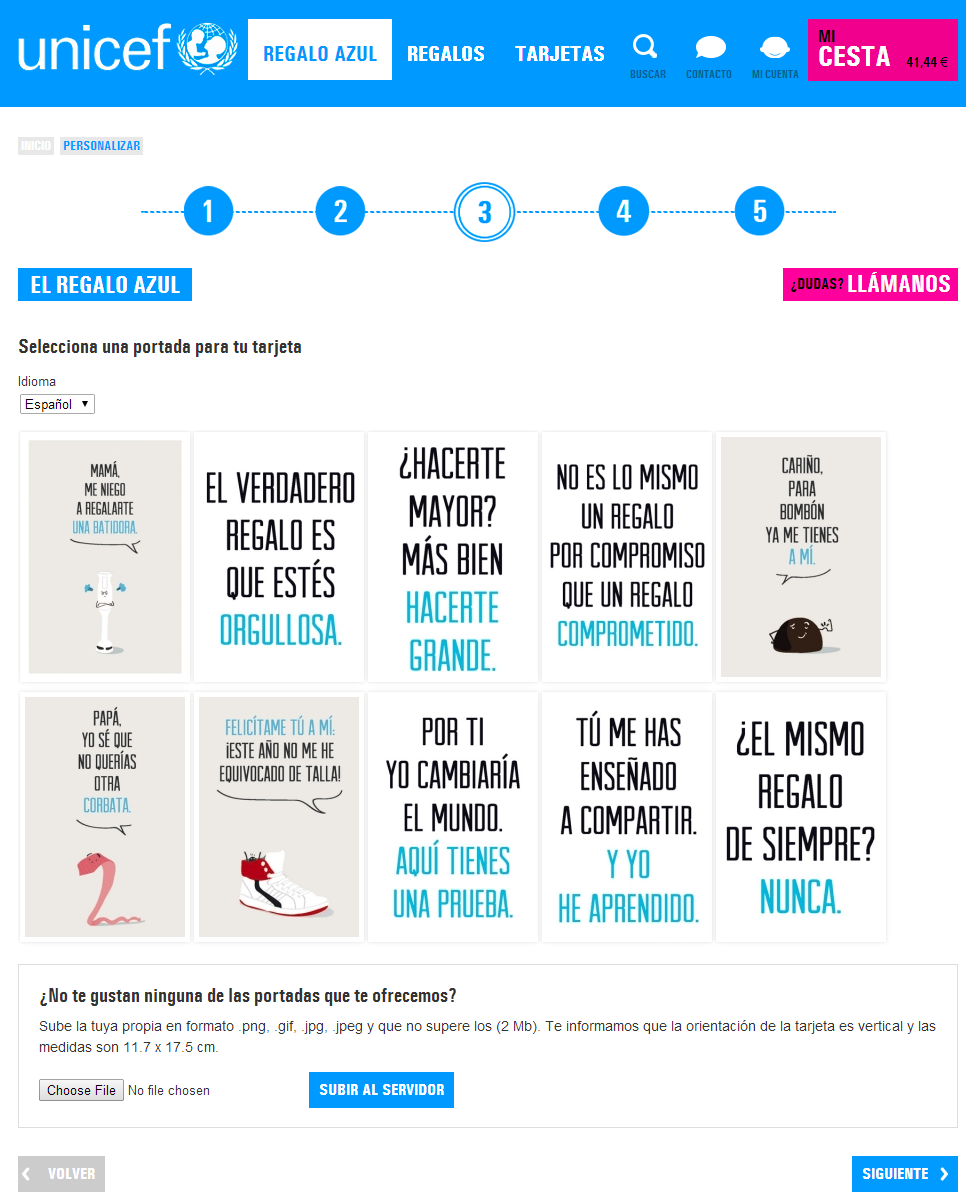 unicef
REGALO AZUL
REGALOS
TARJETAS
BUSCAR
CONTACTO
MI CUENTA
MI
CESTA 41,44 €
INICIO PERSONALIZAR
1 2 3 4 5
EL REGALO AZUL
¿DUDAS? LLÁMANOS
Selecciona una portada para tu tarjeta
Idioma
Español
MAMÁ,
ME NIEGO
A REGALARTE
UNA BATIDORA.
EL VERDADERO
REGALO ES
QUE ESTÉS
ORGULLOSA.
¿HACERTE
MAYOR?
MÁS BIEN
HACERTE
GRANDE.
NO ES LO MISMO
UN REGALO
POR COMPROMISO
QUE UN REGALO
COMPROMETIDO.
CARIÑO,
PARA
BOMBÓN
YA ME TIENES
A MÍ.
PAPÁ,
YO SÉ QUE
NO QUERÍAS
OTRA
CORBATA.
FELICÍTAME TÚ A MÍ:
¡ESTE AÑO NO ME HE
EQUIVOCADO DE TALLA!
POR TI
YO CAMBIARÍA
EL MUNDO.
AQUÍ TIENES
UNA PRUEBA.
TÚ ME HAS
ENSEÑADO
A COMPARTIR.
Y YO
HE APRENDIDO.
¿EL MISMO
REGALO
DE SIEMPRE?
NUNCA.
¿No te gustan ninguna de las portadas que te ofrecemos?
Sube la tuya propia en formato .png, .gif, .jpg, .jpeg y que no supere los (2 Mb). Te informamos que la orientación de la tarjeta es vertical y las
medidas son 11.7 x 17.5 cm.
Choose File No file chosen
SUBIR AL SERVIDOR
VOLVER
SIGUIENTE